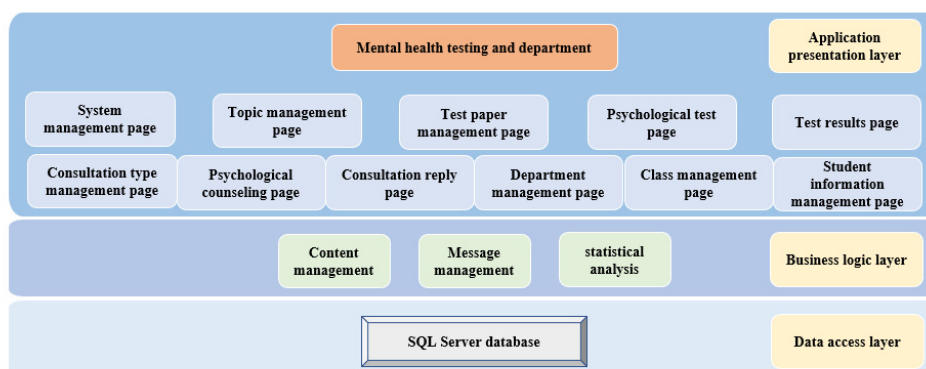 Mental health testing and department
Application
presentation layer
System
management page
Topic management
page
Test paper
management page
Psychological test
page
Test results page
Consultation type
management page
Psychological
counseling page
Consultation reply
page
Department
management page
Class management
page
Student
information
management page
Content
management
Message
management
statistical
analysis
Business logic layer
SQL Server database
Data access layer